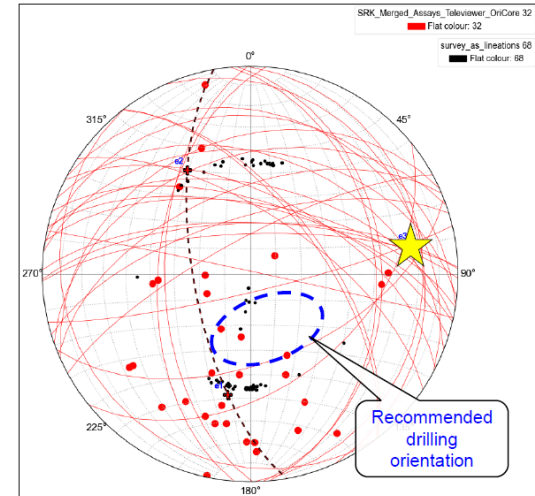 SRK_Merged_Assays_Televiewer_OriCore 32
Flat colour: 32
survey_as_lineations 68
Flat colour: 68
0°
315°
45°
e2
e3
270°
90°
e1
225°
180°
Recommended
drilling
orientation